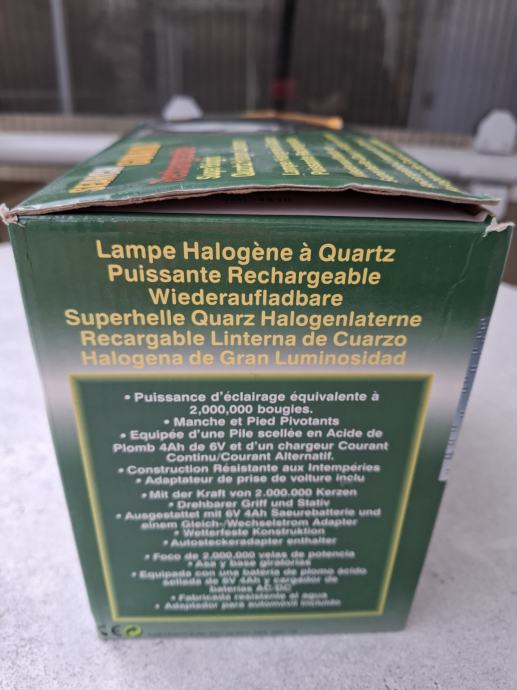 Lampe Halogène à Quartz
Puissante Rechargeable
Wiederaufladbare
Superhelle Quarz Halogenlaterne
Recargable Linterna de Cuarzo
Halogena de Gran Luminosidad
• Puissance d'éclairage équivalente à
2,000,000 bougies.
• Manche et Pied Pivotants
• Equipée d'une Pile scellée en Acide de
Plomb 4Ah de 6V et d'un chargeur Courant
Continu/Courant Alternatif.
• Construction Résistante aux Intempéries
• Adaptateur de prise de voiture inclu
•Mit der Kraft von 2.000.000 Kerzen
• Drehbarer Griff und Stativ
• Ausgestattet mit 6V 4Ah Saeurebatterie und
einem Gleich-/Wechselstrom Adapter
• Wetterfeste Konstruktion
•Autosteckeradapter enthalter
• Foco de 2,000,000 velas de potencia
• Asa y base giratorias
• Equipada con una bateria de plomo ácido
sellada de 6V 4Ah y cargador de
baterias AC/DC
• Fabricada resistente al agua
• Adaptador para automóvil incluido
CE